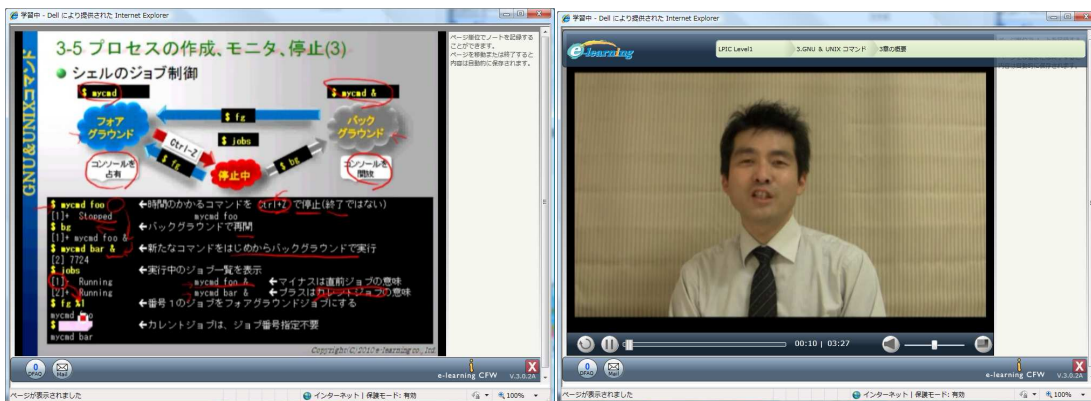 学習中 - Dell により提供された Internet Explorer
3-5 プロセスの作成、モニタ、停止(3)
GNU&UNIXコマンド
● シェルのジョブ制御
$ mycmd
$ mycmd &
$ fg
フォア
グラウンド
バック
グラウンド
Ctrl-Z
$ jobs
$ fg
$ bg
停止中
コンソールを
占有
コンソールを
開放
$ mycmd foo ←時間のかかるコマンドを Ctrl+Z で停止(終了ではない)
[1]+ Stopped mycmd foo
$ bg ←バックグラウンドで再開
[1]+ mycmd foo &
$ mycmd bar & ←新たなコマンドをはじめからバックグラウンドで実行
[2] 7724
$ jobs ←実行中のジョブ一覧を表示
[1]- Running mycmd foo & ←マイナスは直前ジョブの意味
[2]+ Running mycmd bar & ←プラスはカレントジョブの意味
$ fg %1 ←番号1のジョブをフォアグラウンドジョブにする
mycmd foo
$ ←カレントジョブは、ジョブ番号指定不要
mycmd bar
Copyright(C)2010 e-learning co., ltd
ページ単位でノートを記録する
ことができます。
ページを移動または終了すると
内容は自動的に保存されます。
0
DFAQ
Mail
e-learning CFW V.3.0.2A
ページが表示されました
インターネット | 保護モード: 有効
100%
学習中 - Dell により提供された Internet Explorer
e-Learning
LPIC Level1
3.GNU & UNIX コマンド
3章の概要
00:10 | 03:27
0
DFAQ
Mail
e-learning CFW V.3.0.2A
ページが表示されました
インターネット | 保護モード: 有効
100%